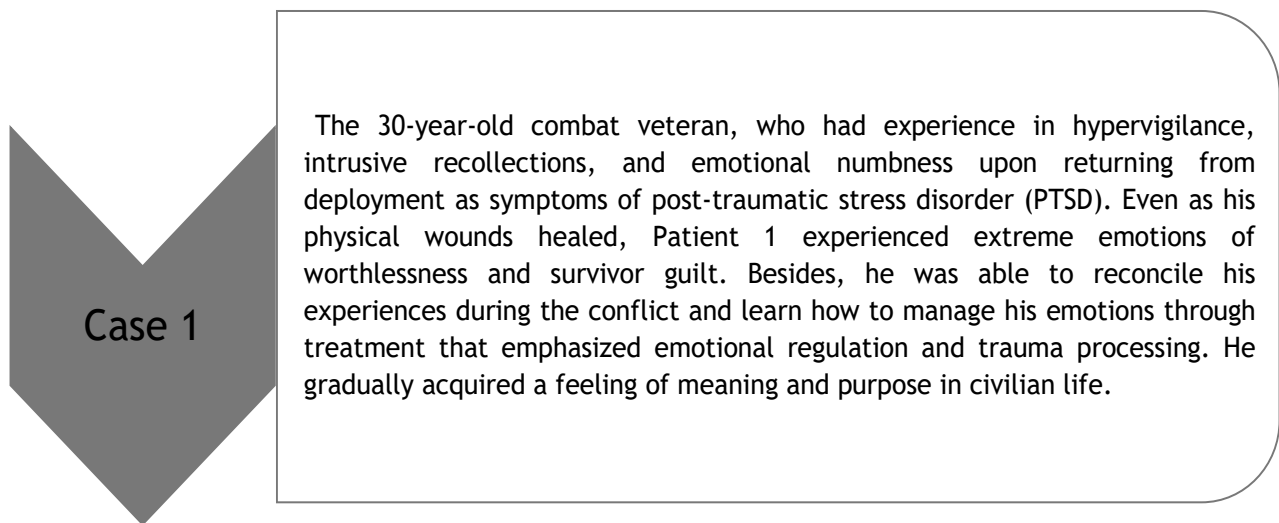 Case 1
The 30-year-old combat veteran, who had experience in hypervigilance,
intrusive recollections, and emotional numbness upon returning from
deployment as symptoms of post-traumatic stress disorder (PTSD). Even as his
physical wounds healed, Patient 1 experienced extreme emotions of
worthlessness and survivor guilt. Besides, he was able to reconcile his
experiences during the conflict and learn how to manage his emotions through
treatment that emphasized emotional regulation and trauma processing. He
gradually acquired a feeling of meaning and purpose in civilian life.